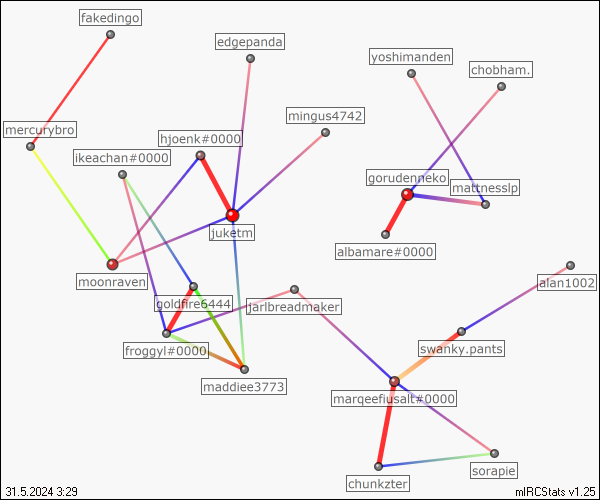 fakedingo
edgepanda
yoshimanden
chobham.
mingus4742
mercurybro
hjoenk#0000
ikeachan#0000
gorudenneko
mattnesslp
juketm
albamare#0000
moonraven
alan1002
goldfire6444
jarlbreadmaker
froggyl#0000
swanky.pants
maddiee3773
marqeefiusalt#0000
sorapie
chunkzter
31.5.2024 3:29
mIRCStats v1.25